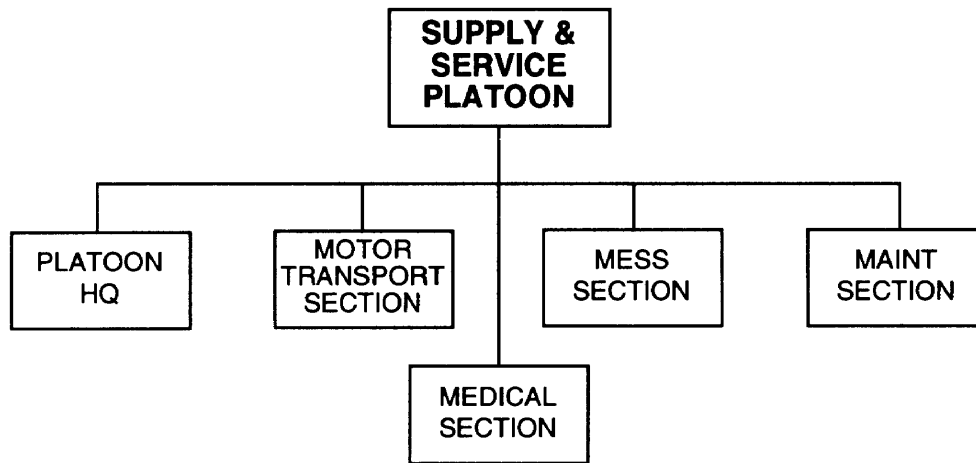 SUPPLY &
SERVICE
PLATOON
PLATOON
HQ
MOTOR
TRANSPORT
SECTION
MESS
SECTION
MAINT
SECTION
MEDICAL
SECTION